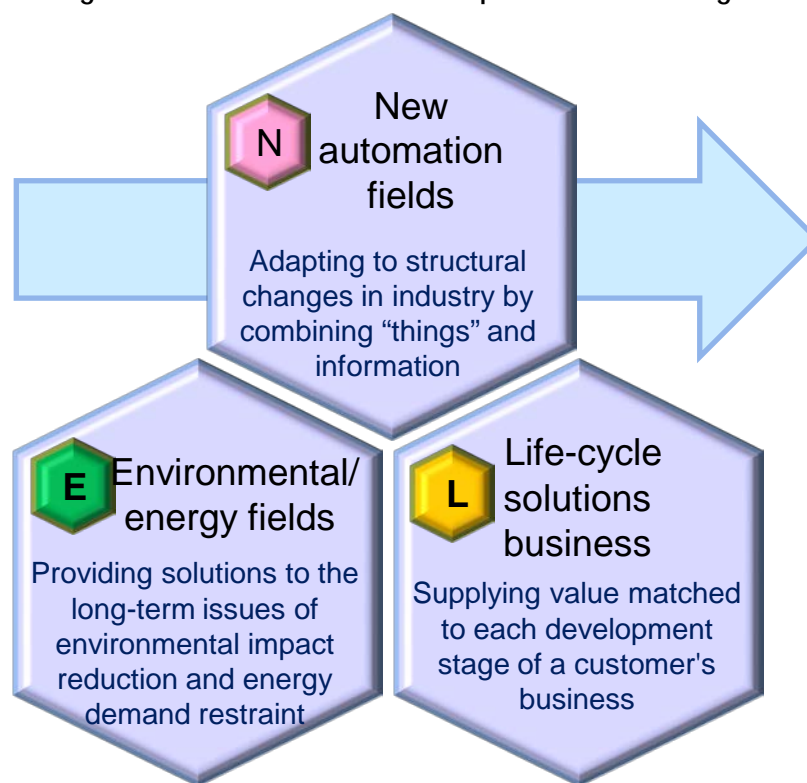 N
New
automation
fields
Adapting to structural
changes in industry by
combining “things” and
information
E
Environmental/
energy fields
Providing solutions to the
long-term issues of
environmental impact
reduction and energy
demand restraint
L
Life-cycle
solutions
business
Supplying value matched
to each development
stage of a customer's
business